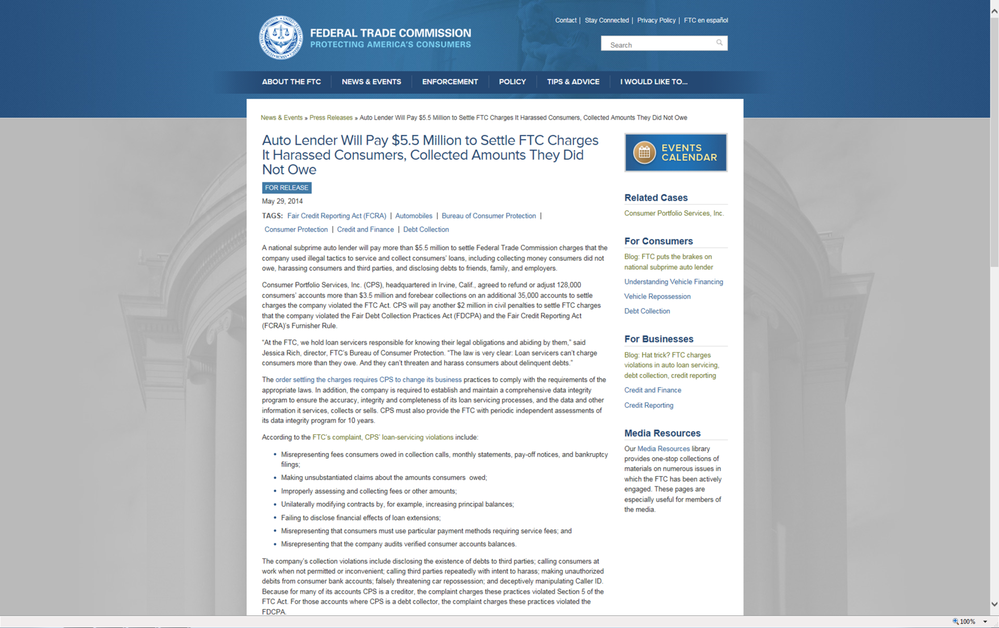 Contact | Stay Connected | Privacy Policy | FTC en español
FEDERAL TRADE COMMISSION
PROTECTING AMERICA'S CONSUMERS
Search
ABOUT THE FTC
NEWS & EVENTS
ENFORCEMENT
POLICY
TIPS & ADVICE
I WOULD LIKE TO...
News & Events » Press Releases » Auto Lender Will Pay $5.5 Million to Settle FTC Charges It Harassed Consumers, Collected Amounts They Did Not Owe
Auto Lender Will Pay $5.5 Million to Settle FTC Charges
It Harassed Consumers, Collected Amounts They Did
Not Owe
FOR RELEASE
May 29, 2014
TAGS: Fair Credit Reporting Act (FCRA) | Automobiles | Bureau of Consumer Protection |
Consumer Protection | Credit and Finance | Debt Collection
A national subprime auto lender will pay more than $5.5 million to settle Federal Trade Commission charges that the
company used illegal tactics to service and collect consumers' loans, including collecting money consumers did not
owe, harassing consumers and third parties, and disclosing debts to friends, family, and employers.
Consumer Portfolio Services, Inc. (CPS), headquartered in Irvine, Calif., agreed to refund or adjust 128,000
consumers' accounts more than $3.5 million and forebear collections on an additional 35,000 accounts to settle
charges the company violated the FTC Act. CPS will pay another $2 million in civil penalties to settle FTC charges
that the company violated the Fair Debt Collection Practices Act (FDCPA) and the Fair Credit Reporting Act
(FCRA)'s Furnisher Rule.
“At the FTC, we hold loan servicers responsible for knowing their legal obligations and abiding by them,” said
Jessica Rich, director, FTC's Bureau of Consumer Protection. “The law is very clear: Loan servicers can't charge
consumers more than they owe. And they can't threaten and harass consumers about delinquent debts.”
The order settling the charges requires CPS to change its business practices to comply with the requirements of the
appropriate laws. In addition, the company is required to establish and maintain a comprehensive data integrity
program to ensure the accuracy, integrity and completeness of its loan servicing processes, and the data and other
information it services, collects or sells. CPS must also provide the FTC with periodic independent assessments of
its data integrity program for 10 years.
According to the FTC's complaint, CPS' loan-servicing violations include:
• Misrepresenting fees consumers owed in collection calls, monthly statements, pay-off notices, and bankruptcy
filings;
• Making unsubstantiated claims about the amounts consumers owed;
• Improperly assessing and collecting fees or other amounts;
• Unilaterally modifying contracts by, for example, increasing principal balances;
• Failing to disclose financial effects of loan extensions;
• Misrepresenting that consumers must use particular payment methods requiring service fees; and
• Misrepresenting that the company audits verified consumer accounts balances.
The company's collection violations include disclosing the existence of debts to third parties; calling consumers at
work when not permitted or inconvenient; calling third parties repeatedly with intent to harass; making unauthorized
debits from consumer bank accounts; falsely threatening car repossession; and deceptively manipulating Caller ID.
Because for many of its accounts CPS is a creditor, the complaint charges these practices violated Section 5 of the
FTC Act. For those accounts where CPS is a debt collector, the complaint charges these practices violated the
FDCPA.
EVENTS
CALENDAR
Related Cases
Consumer Portfolio Services, Inc.
For Consumers
Blog: FTC puts the brakes on
national subprime auto lender
Understanding Vehicle Financing
Vehicle Repossession
Debt Collection
For Businesses
Blog: Hat trick? FTC charges
violations in auto loan servicing,
debt collection, credit reporting
Credit and Finance
Credit Reporting
Media Resources
Our Media Resources library
provides one-stop collections of
materials on numerous issues in
which the FTC has been actively
engaged. These pages are
especially useful for members of
the media.
100%